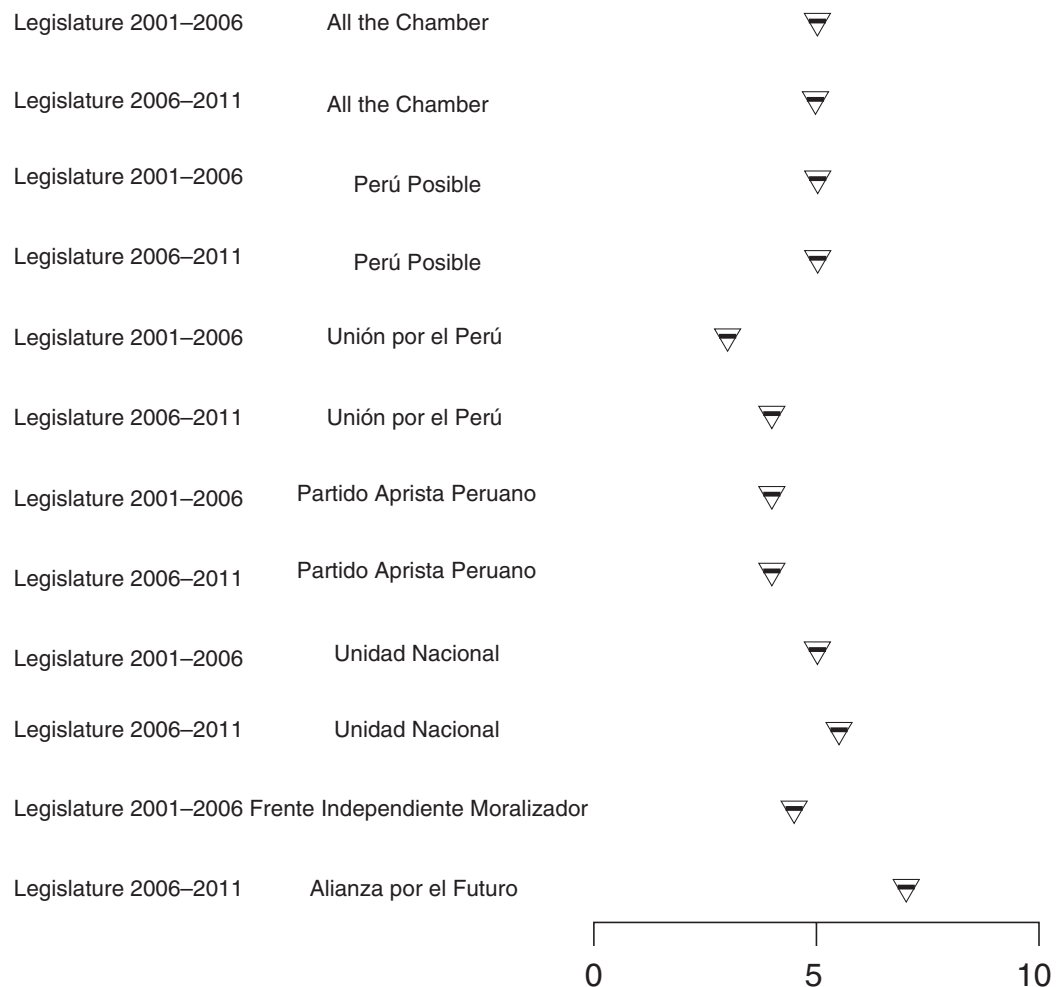 Legislature 2001–2006 All the Chamber
Legislature 2006–2011 All the Chamber
Legislature 2001–2006 Perú Posible
Legislature 2006–2011 Perú Posible
Legislature 2001–2006 Unión por el Perú
Legislature 2006–2011 Unión por el Perú
Legislature 2001–2006 Partido Aprista Peruano
Legislature 2006–2011 Partido Aprista Peruano
Legislature 2001–2006 Unidad Nacional
Legislature 2006–2011 Unidad Nacional
Legislature 2001–2006 Frente Independiente Moralizador
Legislature 2006–2011 Alianza por el Futuro
0 5 10